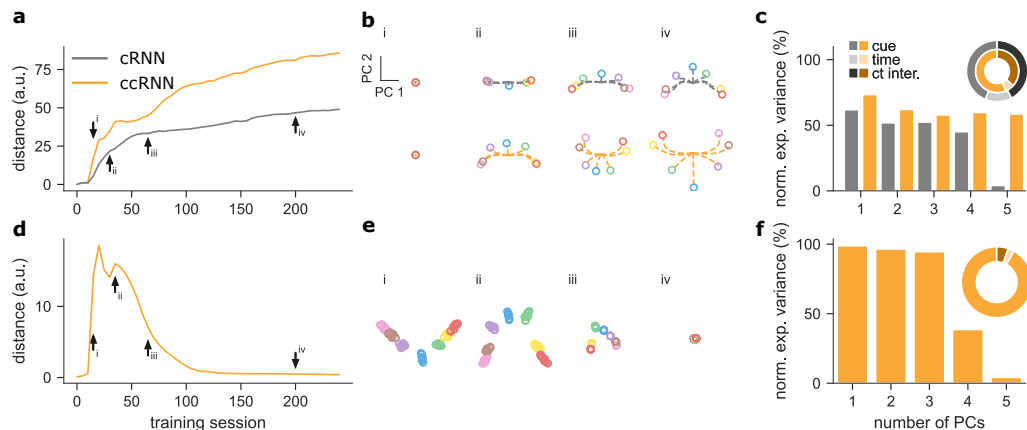 a
cRNN
ccRNN
distance (a.u.)
75
50
25
0
i
ii
iii
iv
0 50 100 150 200
b
i ii iii iv
PC 2
PC 1
c
norm. exp. variance (%)
100
50
0
cue
time
ct inter.
1 2 3 4 5
d
distance (a.u.)
10
0
i
ii
iii
iv
0 50 100 150 200
training session
e
i ii iii iv
f
norm. exp. variance (%)
100
50
0
1 2 3 4 5
number of PCs